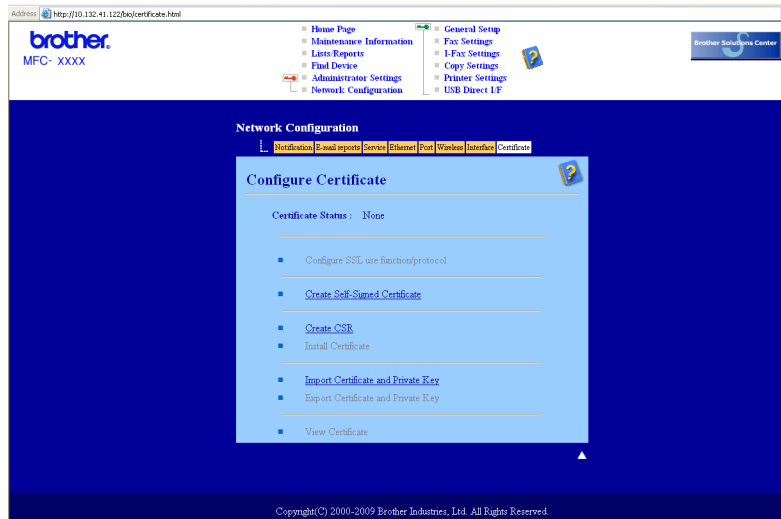 Address http://10.132.41.122/bio/certificate.html
brother®
MFC- XXXX
Home Page
Maintenance Information
Lists/Reports
Find Device
Administrator Settings
Network Configuration
General Setup
Fax Settings
I-Fax Settings
Copy Settings
Printer Settings
USB Direct I/F
Brother Solutions Center
Network Configuration
Notification E-mail reports Service Ethernet Port Wireless Interface Certificate
Configure Certificate
Certificate Status : None
Configure SSL use function/protocol
Create Self-Signed Certificate
Create CSR
Install Certificate
Import Certificate and Private Key
Export Certificate and Private Key
View Certificate
Copyright(C) 2000-2009 Brother Industries, Ltd. All Rights Reserved.